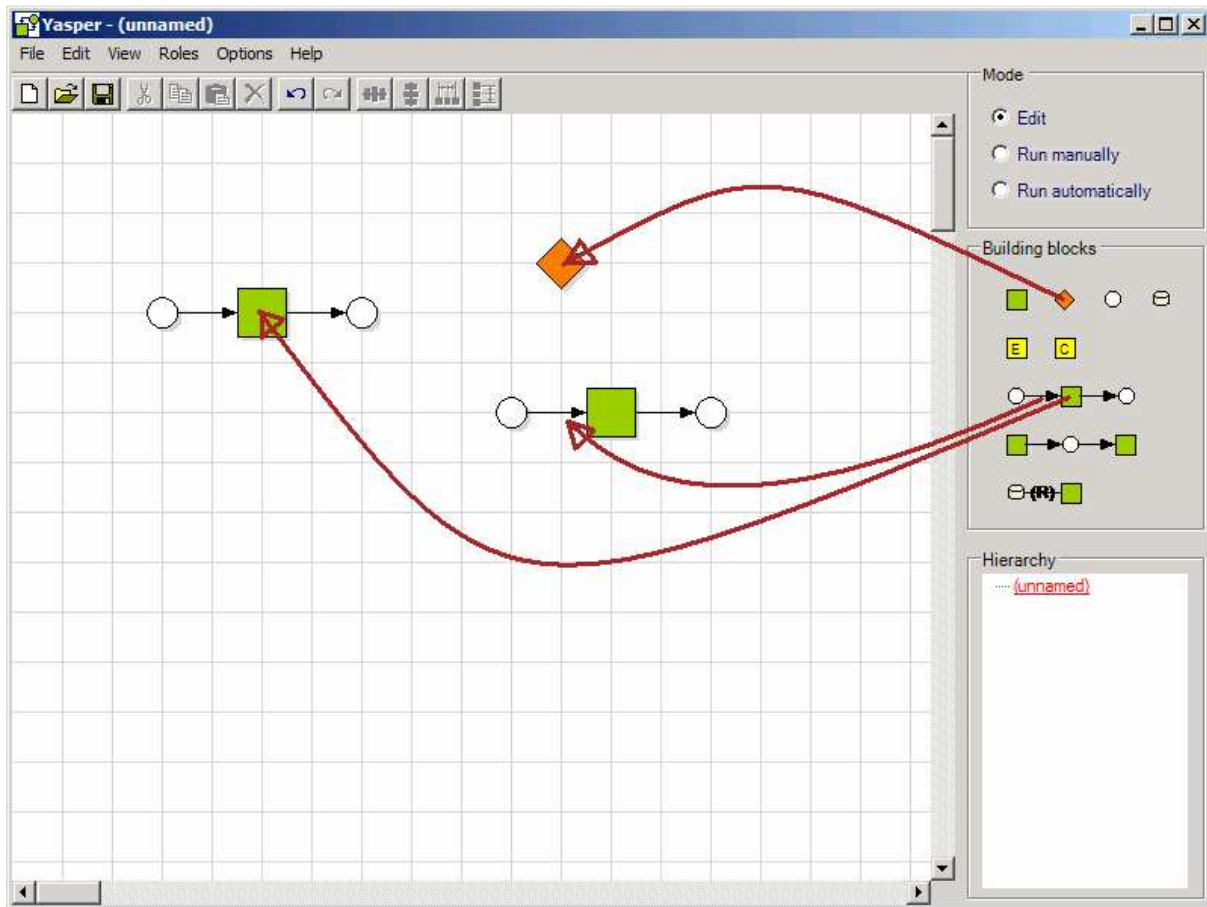 Yasper - (unnamed)
File Edit View Roles Options Help
Mode
Edit
Run manually
Run automatically
Building blocks
E C
(R)
Hierarchy
(unnamed)